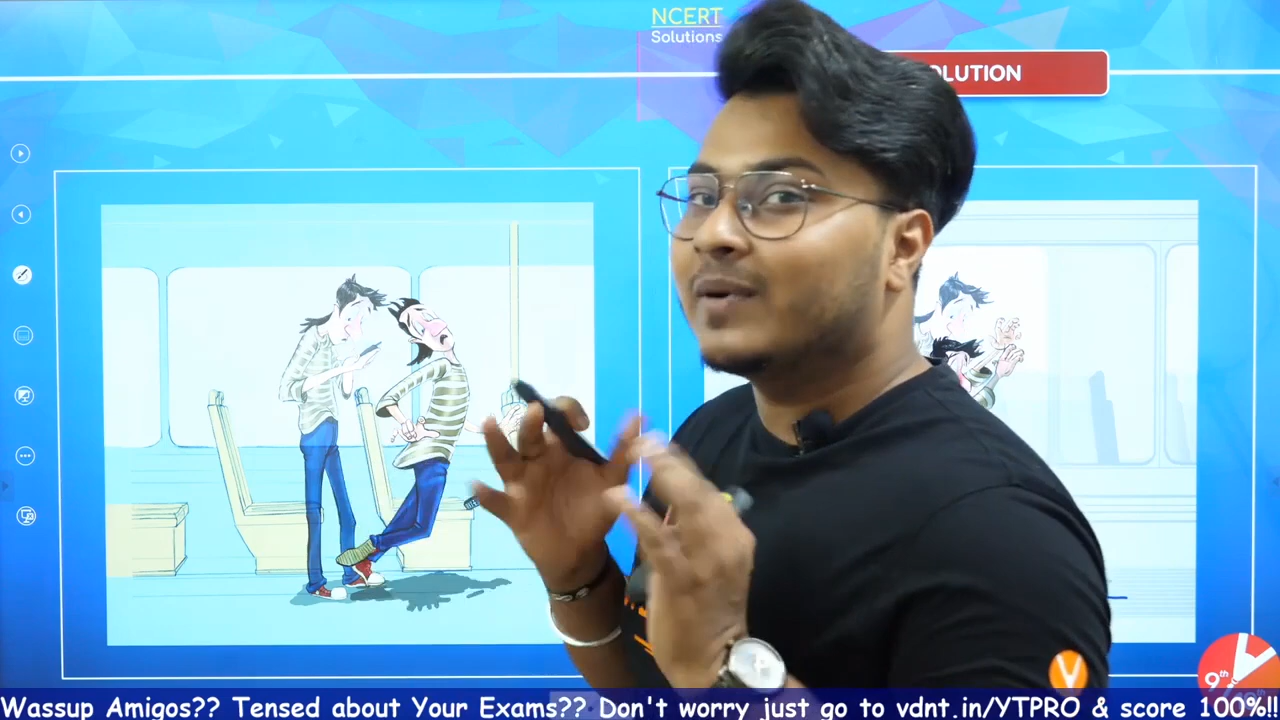 NCERT
Solutions
OLUTION
9th
Wassup Amigos?? Tensed about Your Exams?? Don't worry just go to vdnt.in/YTPRO & score 100%!!